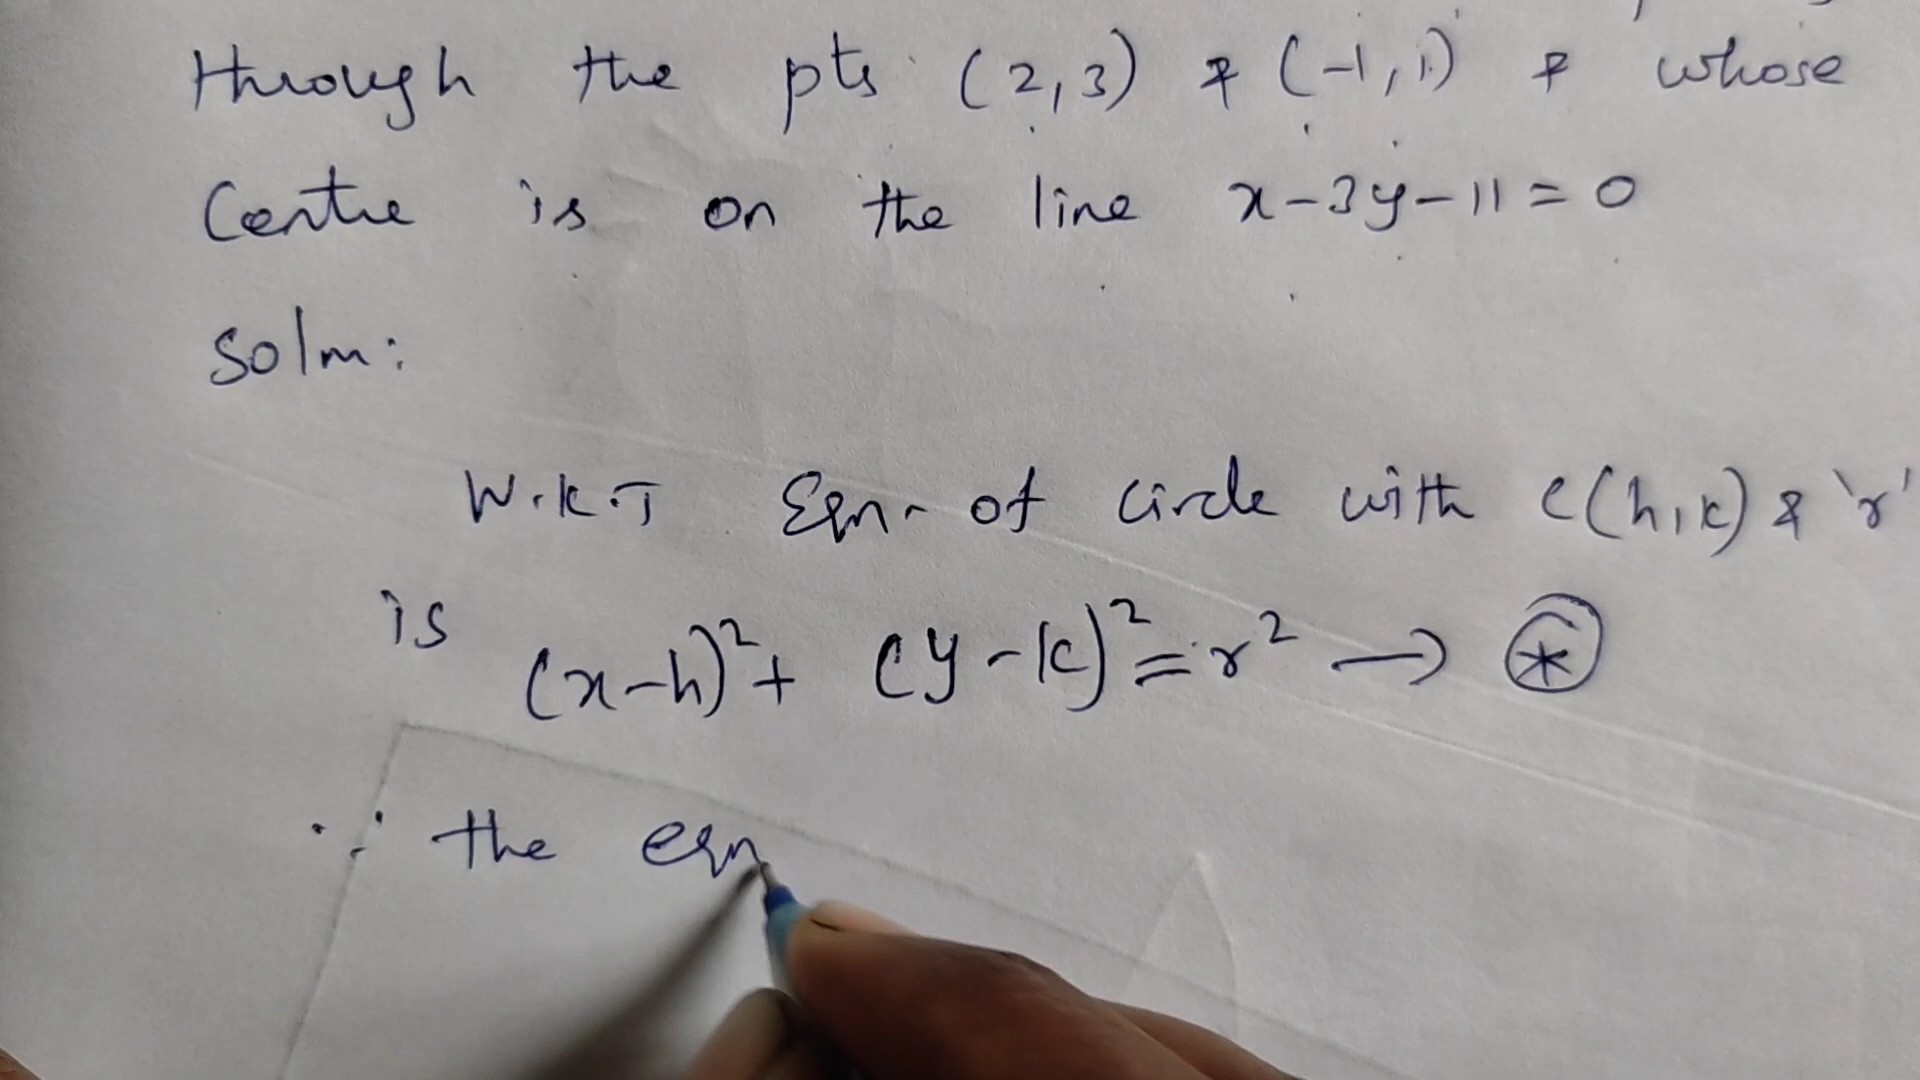 through the pts (2,3) & (-1,1) & whose
Centre is on the line x-3y-11=0
Soln:
W.K.T Eqn. of circle with C(h,k) & 'r'
is (x-h)²+ (y-k)²=r² → ⊛
∴ the eqn